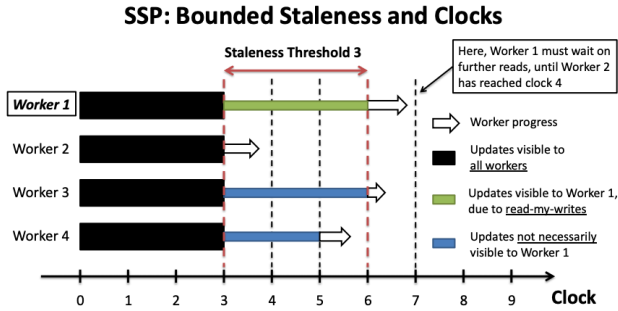 SSP: Bounded Staleness and Clocks
Staleness Threshold 3
Here, Worker 1 must wait on
further reads, until Worker 2
has reached clock 4
Worker 1
Worker 2
Worker 3
Worker 4
Worker progress
Updates visible to
all workers
Updates visible to Worker 1,
due to read-my-writes
Updates not necessarily
visible to Worker 1
0 1 2 3 4 5 6 7 8 9 Clock